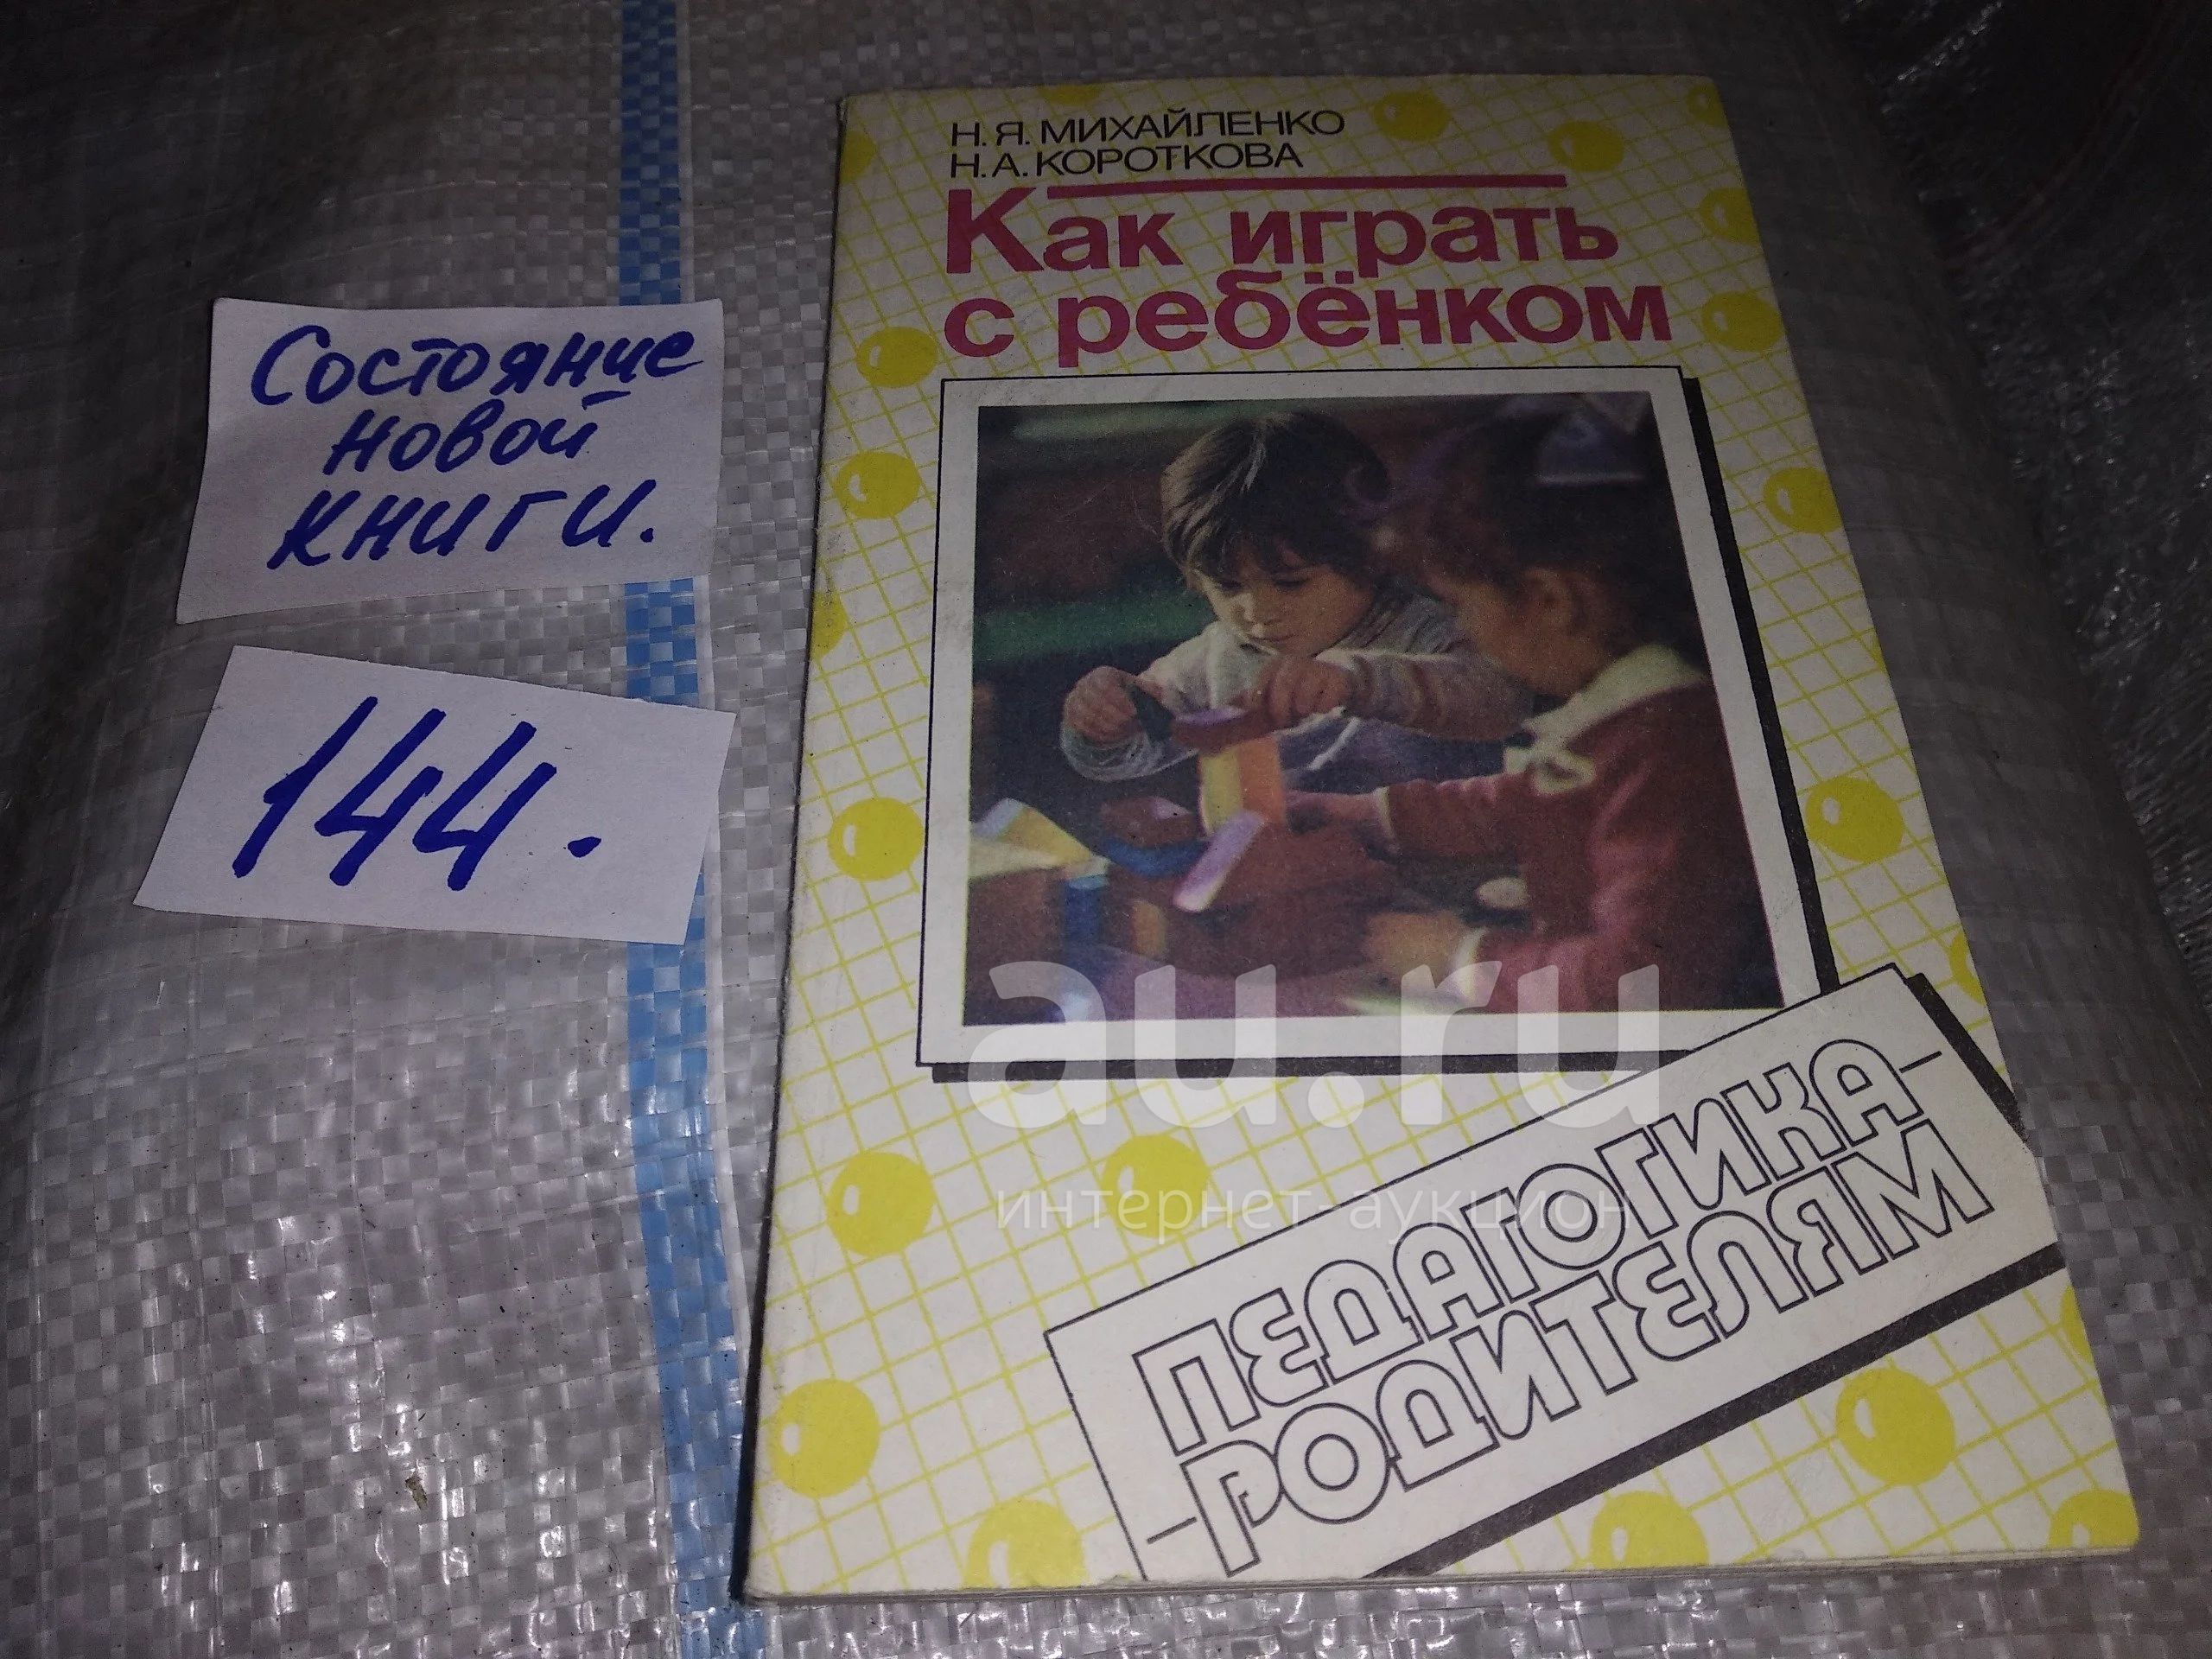 Состояние
новой
книги.
144.
Н. Я. МИХАЙЛЕНКО
Н. А. КОРОТКОВА
Как играть
с ребёнком
au.ru
интернет-аукцион
ПЕДАГОГИКА
РОДИТЕЛЯМ